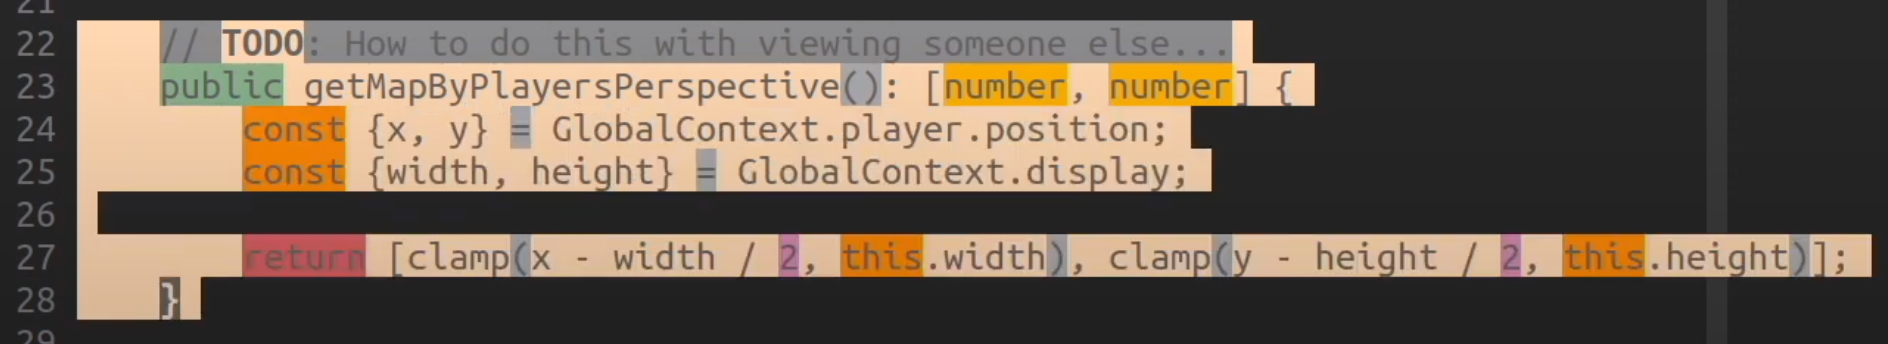 21
22 // TODO: How to do this with viewing someone else...
23 public getMapByPlayersPerspective(): [number, number] {
24 const {x, y} = GlobalContext.player.position;
25 const {width, height} = GlobalContext.display;
26
27 return [clamp(x - width / 2, this.width), clamp(y - height / 2, this.height)];
28 }
29